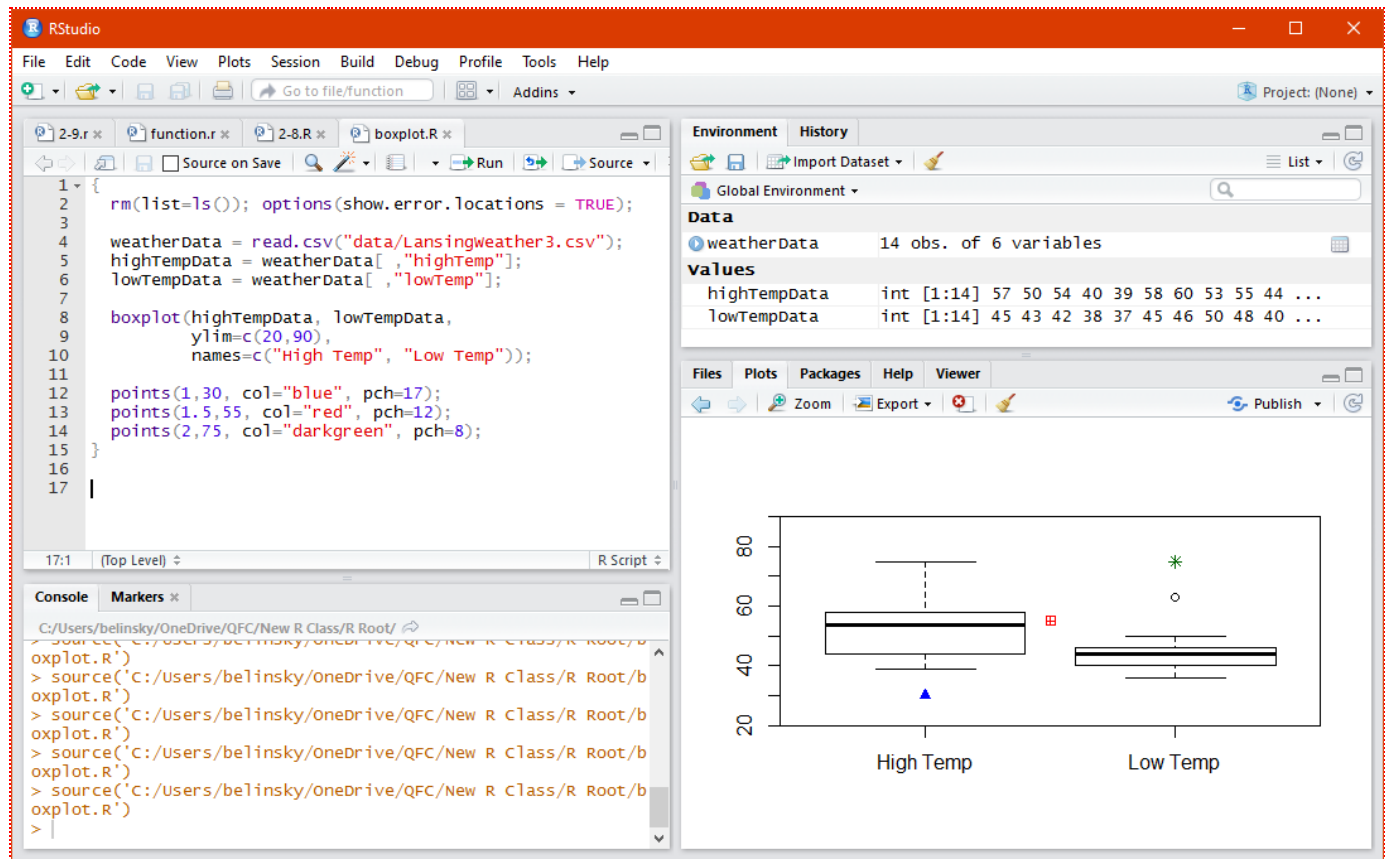 RStudio
File Edit Code View Plots Session Build Debug Profile Tools Help
Go to file/function Addins Project: (None)
2-9.r function.r 2-8.R boxplot.R
Source on Save Run Source
1 {
2 rm(list=ls()); options(show.error.locations = TRUE);
3
4 weatherData = read.csv("data/LansingWeather3.csv");
5 highTempData = weatherData[ ,"highTemp"];
6 lowTempData = weatherData[ ,"lowTemp"];
7
8 boxplot(highTempData, lowTempData,
9 ylim=c(20,90),
10 names=c("High Temp", "Low Temp"));
11
12 points(1,30, col="blue", pch=17);
13 points(1.5,55, col="red", pch=12);
14 points(2,75, col="darkgreen", pch=8);
15 }
16
17
17:1 (Top Level) R Script
Console Markers
C:/Users/belinsky/OneDrive/QFC/New R Class/R Root/
> source('C:/Users/belinsky/OneDrive/QFC/New R Class/R Root/b
oxplot.R')
> source('C:/Users/belinsky/OneDrive/QFC/New R Class/R Root/b
oxplot.R')
> source('C:/Users/belinsky/OneDrive/QFC/New R Class/R Root/b
oxplot.R')
> source('C:/Users/belinsky/OneDrive/QFC/New R Class/R Root/b
oxplot.R')
> source('C:/Users/belinsky/OneDrive/QFC/New R Class/R Root/b
oxplot.R')
>
Environment History
Import Dataset List
Global Environment
Data
weatherData 14 obs. of 6 variables
Values
highTempData int [1:14] 57 50 54 40 39 58 60 53 55 44 ...
lowTempData int [1:14] 45 43 42 38 37 45 46 50 48 40 ...
Files Plots Packages Help Viewer
Zoom Export Publish
80
60
40
20
High Temp Low Temp